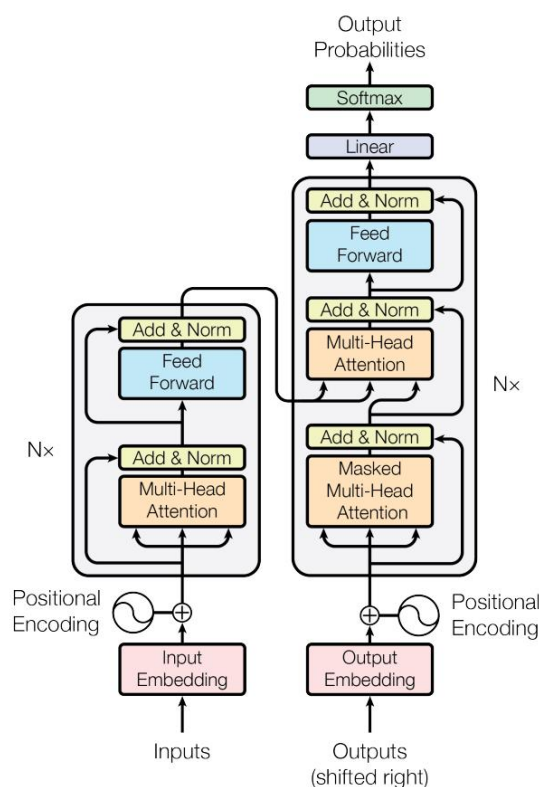 Output
Probabilities
Softmax
Linear
Add & Norm
Feed
Forward
Add & Norm
Multi-Head
Attention
Nx
Add & Norm
Masked
Multi-Head
Attention
Add & Norm
Feed
Forward
Nx
Add & Norm
Multi-Head
Attention
Positional
Encoding
Positional
Encoding
Input
Embedding
Output
Embedding
Inputs
Outputs
(shifted right)